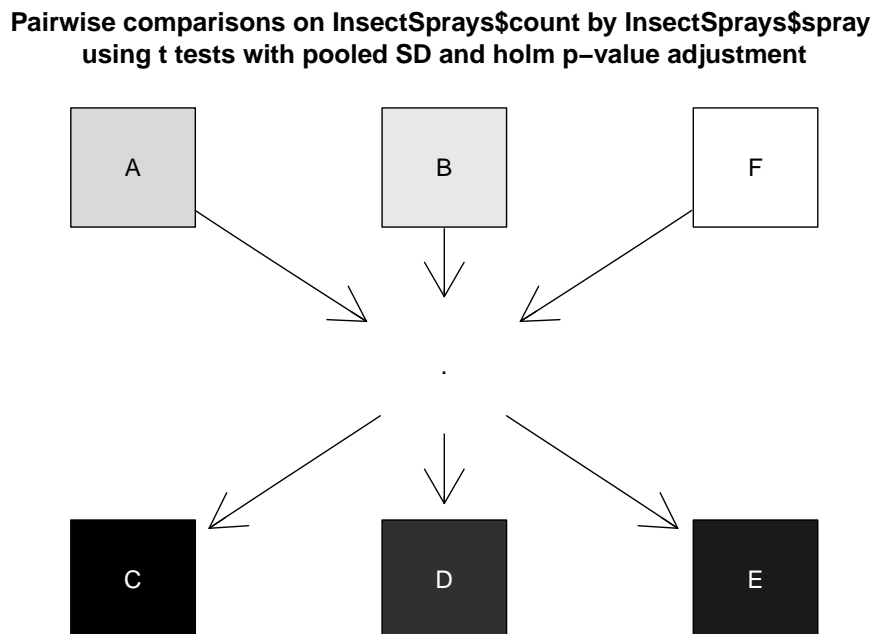 Pairwise comparisons on InsectSprays$count by InsectSprays$spray
using t tests with pooled SD and holm p−value adjustment
A B F
.
C D E